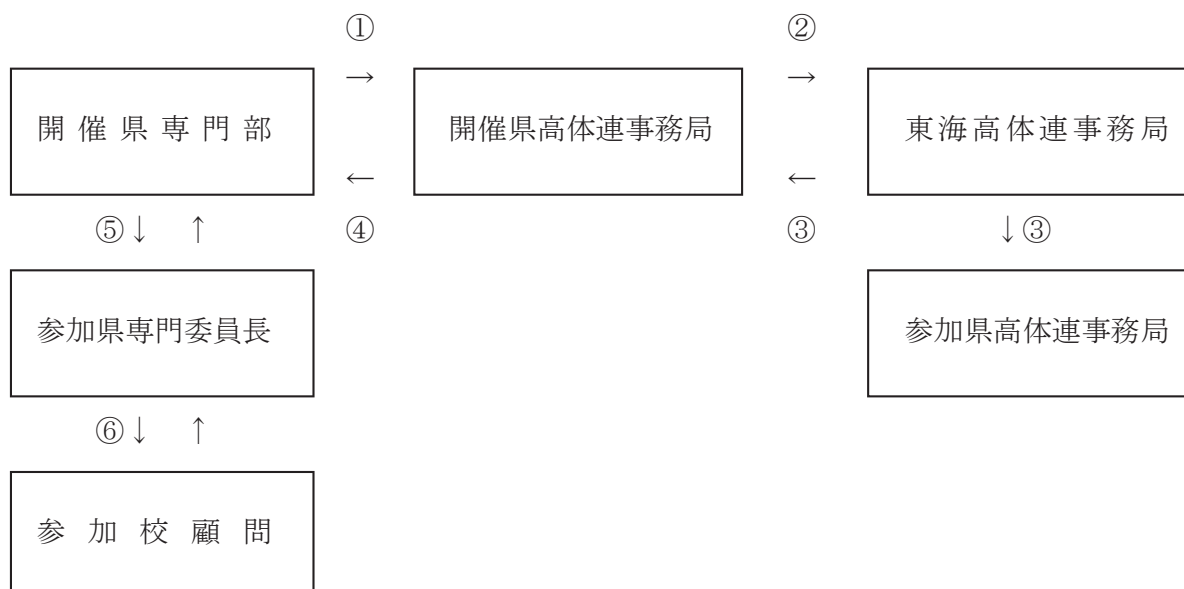 ① ②
→ →
開催県専門部 開催県高体連事務局 東海高体連事務局
← ←
⑤↓ ↑ ④ ③ ↓③
参加県専門委員長 参加県高体連事務局
⑥↓ ↑
参加校顧問